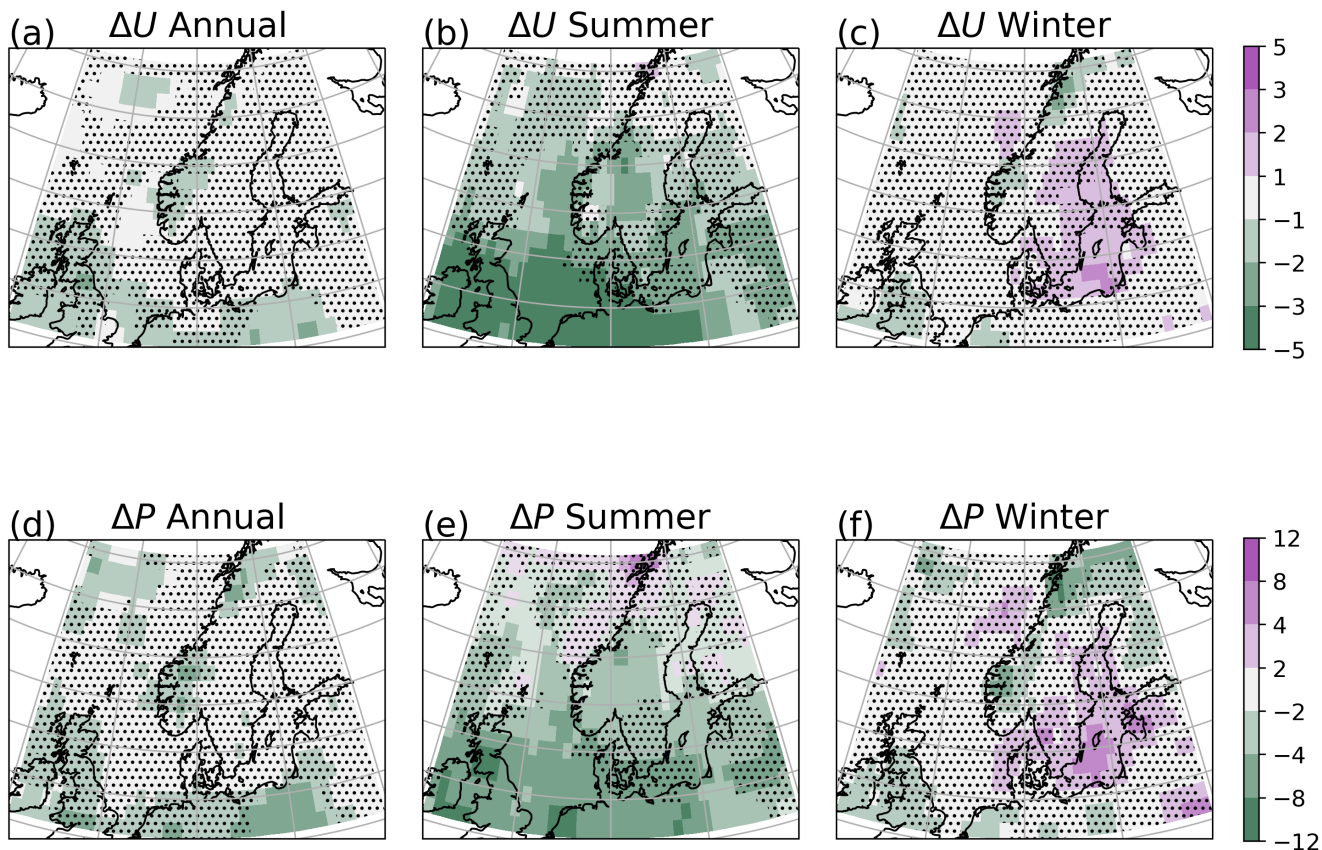 (a) ΔU Annual
(b) ΔU Summer
(c) ΔU Winter
5
3
2
1
−1
−2
−3
−5
(d) ΔP Annual
(e) ΔP Summer
(f) ΔP Winter
12
8
4
2
−2
−4
−8
−12